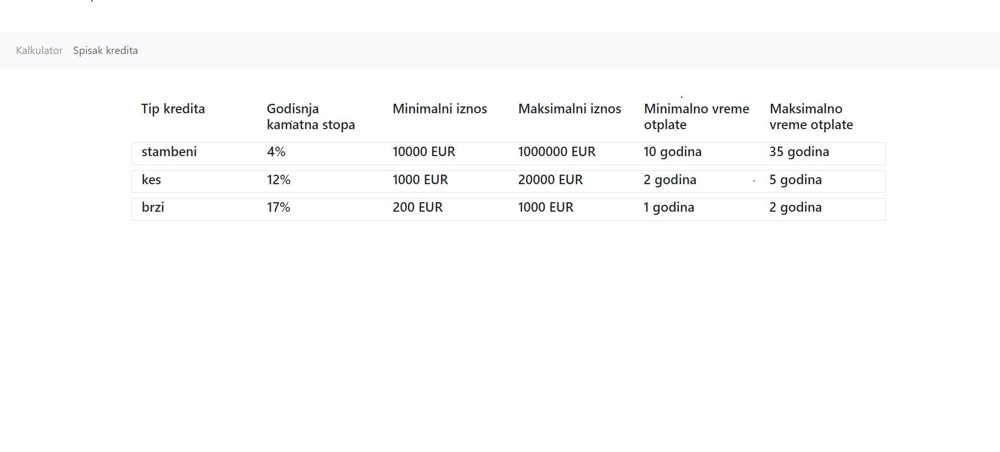 Kalkulator Spisak kredita
Tip kredita Godisnja kamatna stopa Minimalni iznos Maksimalni iznos Minimalno vreme otplate Maksimalno vreme otplate
stambeni 4% 10000 EUR 1000000 EUR 10 godina 35 godina
kes 12% 1000 EUR 20000 EUR 2 godina 5 godina
brzi 17% 200 EUR 1000 EUR 1 godina 2 godina